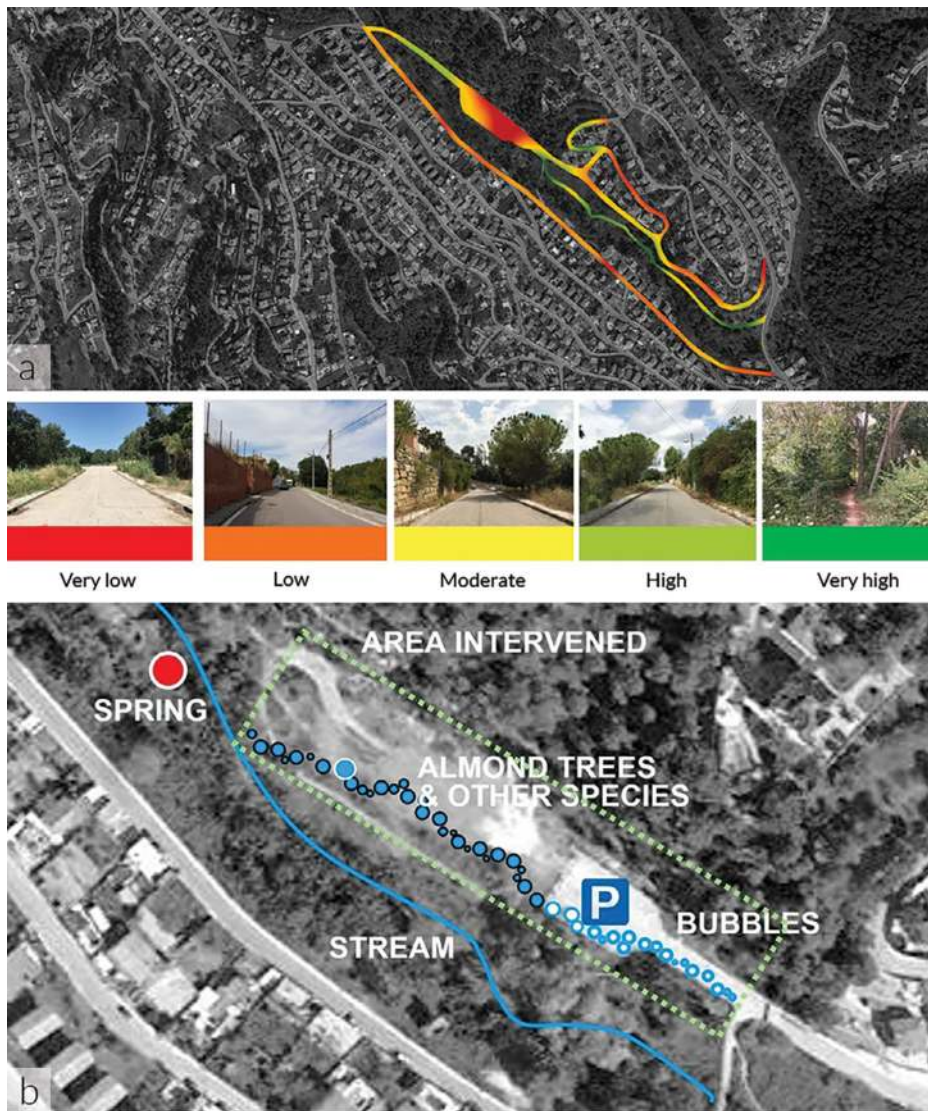 a
Very low
Low
Moderate
High
Very high
AREA INTERVENED
SPRING
ALMOND TREES
& OTHER SPECIES
P
BUBBLES
STREAM
b